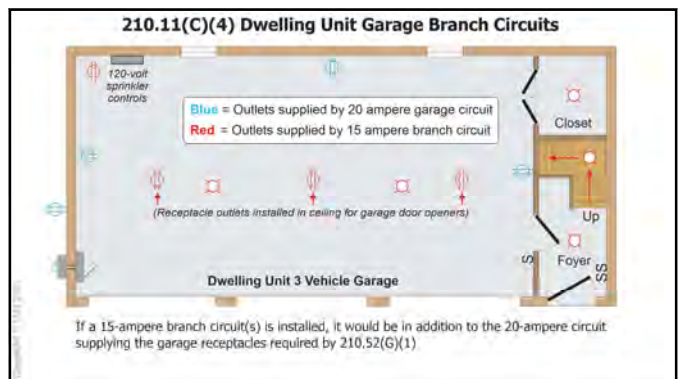 210.11(C)(4) Dwelling Unit Garage Branch Circuits
120-volt
sprinkler
controls
Blue = Outlets supplied by 20 ampere garage circuit
Red = Outlets supplied by 15 ampere branch circuit
Closet
(Receptacle outlets installed in ceiling for garage door openers)
Up
S
Foyer
SS
Dwelling Unit 3 Vehicle Garage
If a 15-ampere branch circuit(s) is installed, it would be in addition to the 20-ampere circuit
supplying the garage receptacles required by 210.52(G)(1)